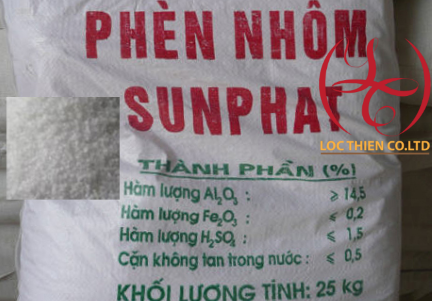 PHÈN NHÔM
SUNPHAT
LOC THIEN CO.LTD
THÀNH PHẦN (%)
Hàm lượng Al₂O₃ : ≥ 14,5
Hàm lượng Fe₂O₃ : ≤ 0,2
Hàm lượng H₂SO₄ : ≤ 1,5
Cặn không tan trong nước : ≤ 0,5
KHỐI LƯỢNG TỊNH: 25 kg